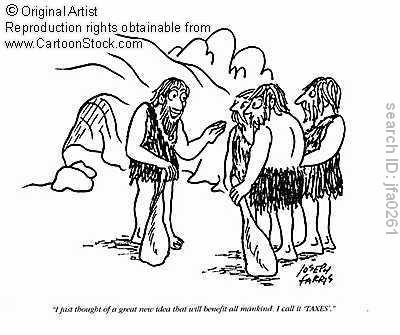 © Original Artist
Reproduction rights obtainable from
www.CartoonStock.com
search ID: jfa0261
JOSEPH
FARRIS
"I just thought of a great new idea that will benefit all mankind. I call it 'TAXES'."